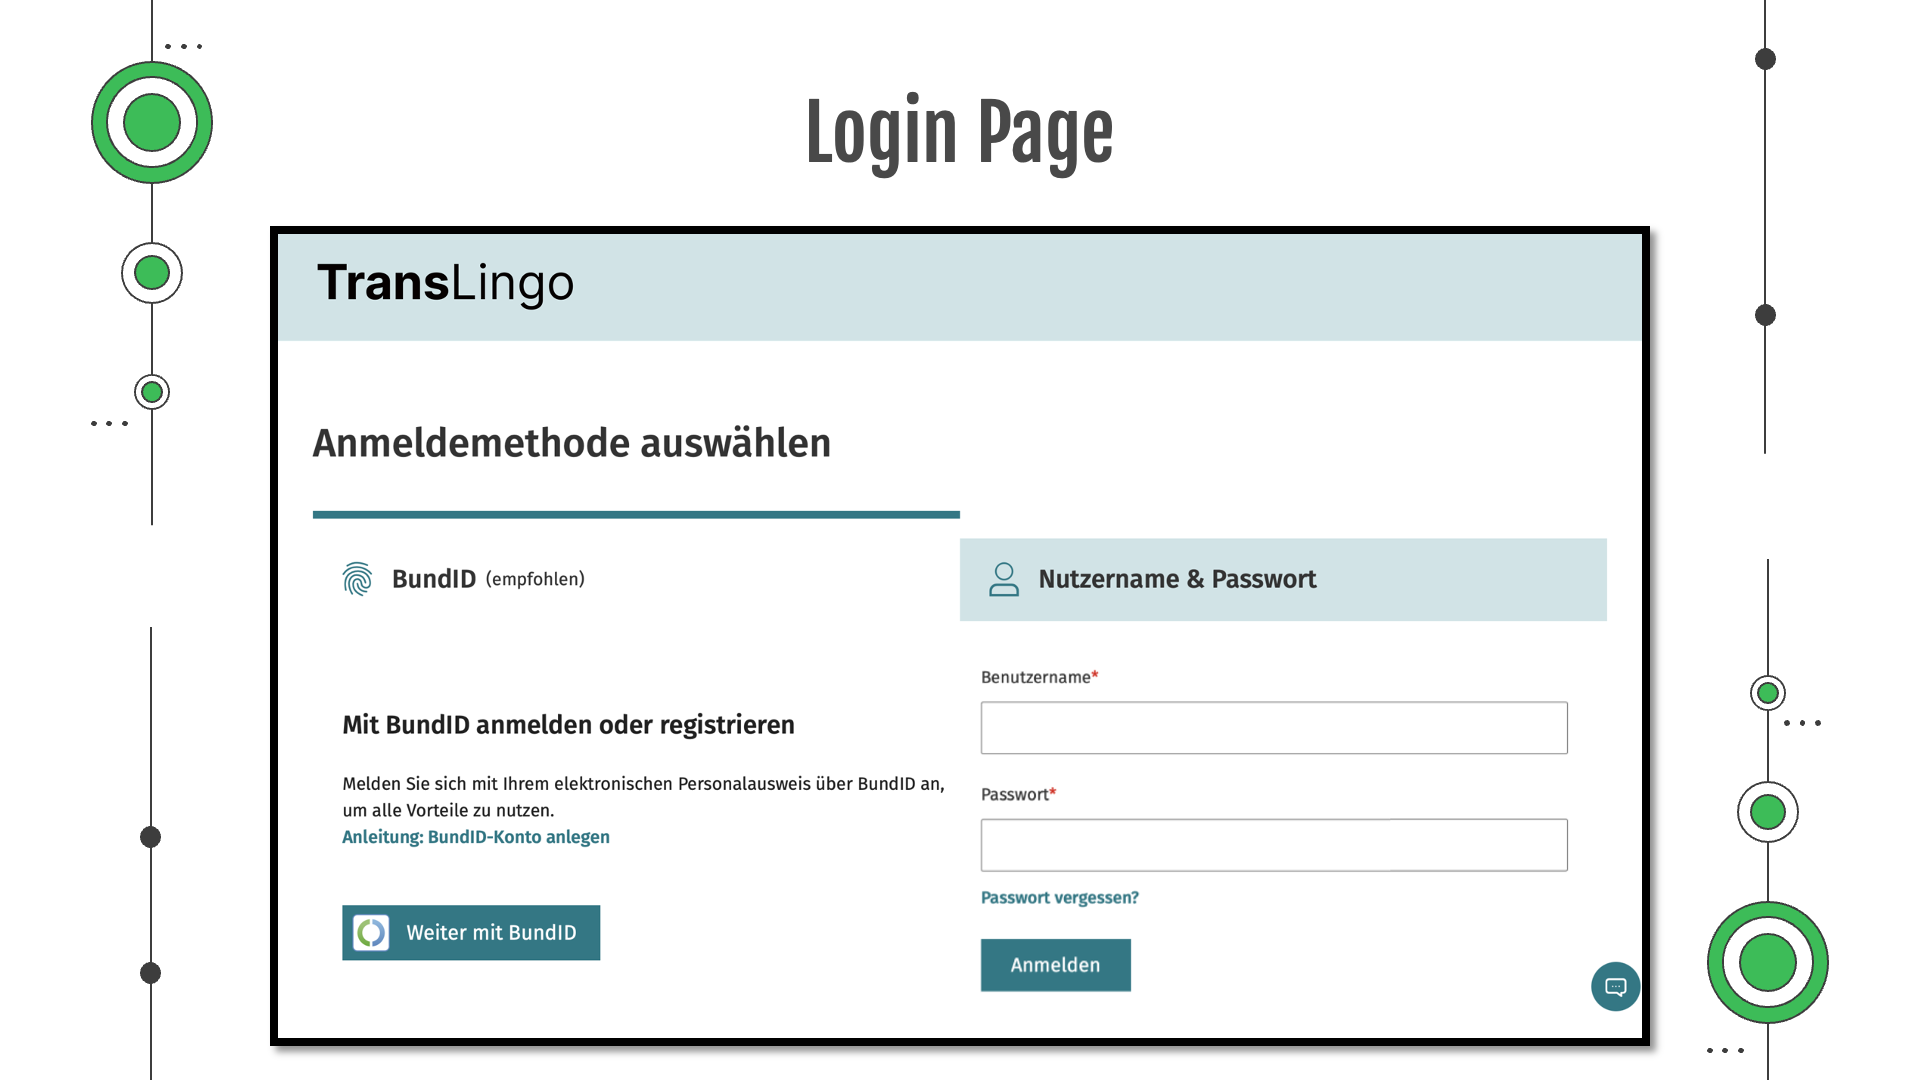 Login Page
TransLingo
Anmeldemethode auswählen
BundID (empfohlen)
Mit BundID anmelden oder registrieren
Melden Sie sich mit Ihrem elektronischen Personalausweis über BundID an,
um alle Vorteile zu nutzen.
Anleitung: BundID-Konto anlegen
Weiter mit BundID
Nutzername & Passwort
Benutzername*
Passwort*
Passwort vergessen?
Anmelden